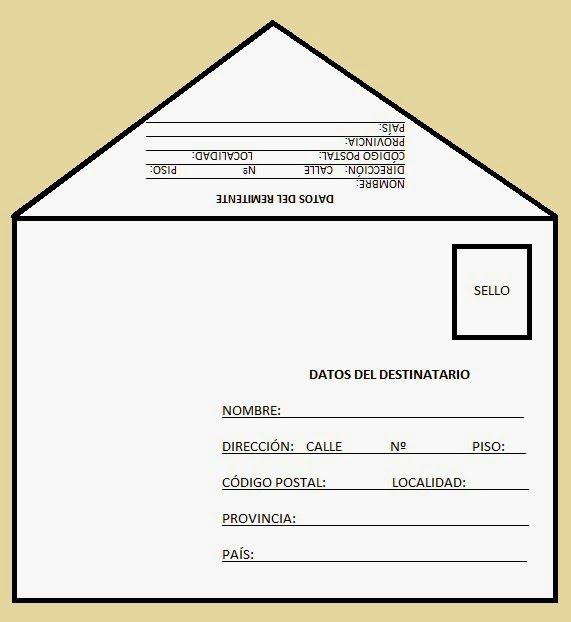 DATOS DEL REMITENTE
NOMBRE:
DIRECCIÓN: CALLE Nº PISO:
CÓDIGO POSTAL: LOCALIDAD:
PROVINCIA:
PAÍS:
SELLO
DATOS DEL DESTINATARIO
NOMBRE:
DIRECCIÓN: CALLE Nº PISO:
CÓDIGO POSTAL: LOCALIDAD:
PROVINCIA:
PAÍS: